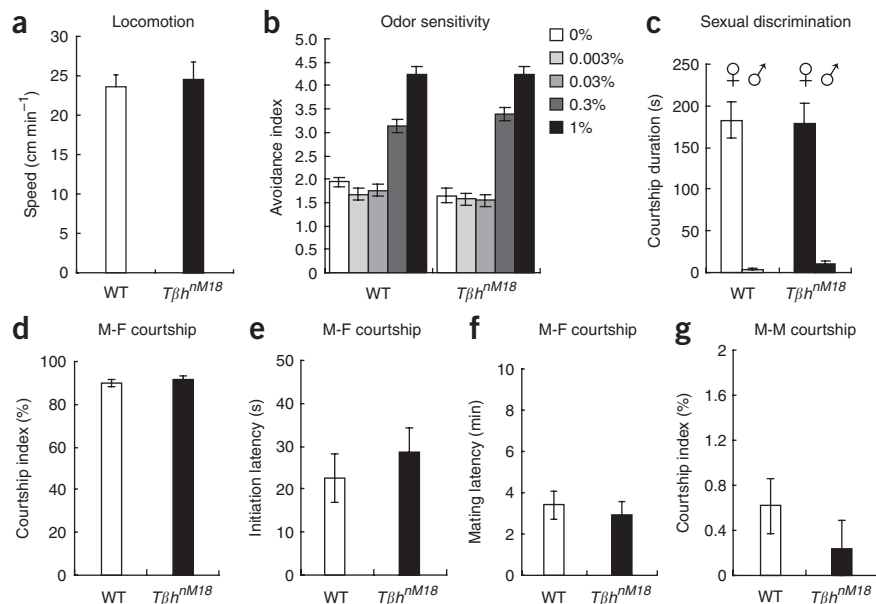 a Locomotion
Speed (cm min⁻¹)
30
25
20
15
10
5
0
WT Tβh^nM18
b Odor sensitivity
Avoidance index
5.0
4.5
4.0
3.5
3.0
2.5
2.0
1.5
1.0
0.5
0
WT Tβh^nM18
0%
0.003%
0.03%
0.3%
1%
c Sexual discrimination
Courtship duration (s)
250
200
150
100
50
0
♀ ♂ ♀ ♂
WT Tβh^nM18
d M-F courtship
Courtship index (%)
100
80
60
40
20
0
WT Tβh^nM18
e M-F courtship
Initiation latency (s)
50
40
30
20
10
0
WT Tβh^nM18
f M-F courtship
Mating latency (min)
10
8
6
4
2
0
WT Tβh^nM18
g M-M courtship
Courtship index (%)
2
1.6
1.2
0.8
0.4
0
WT Tβh^nM18